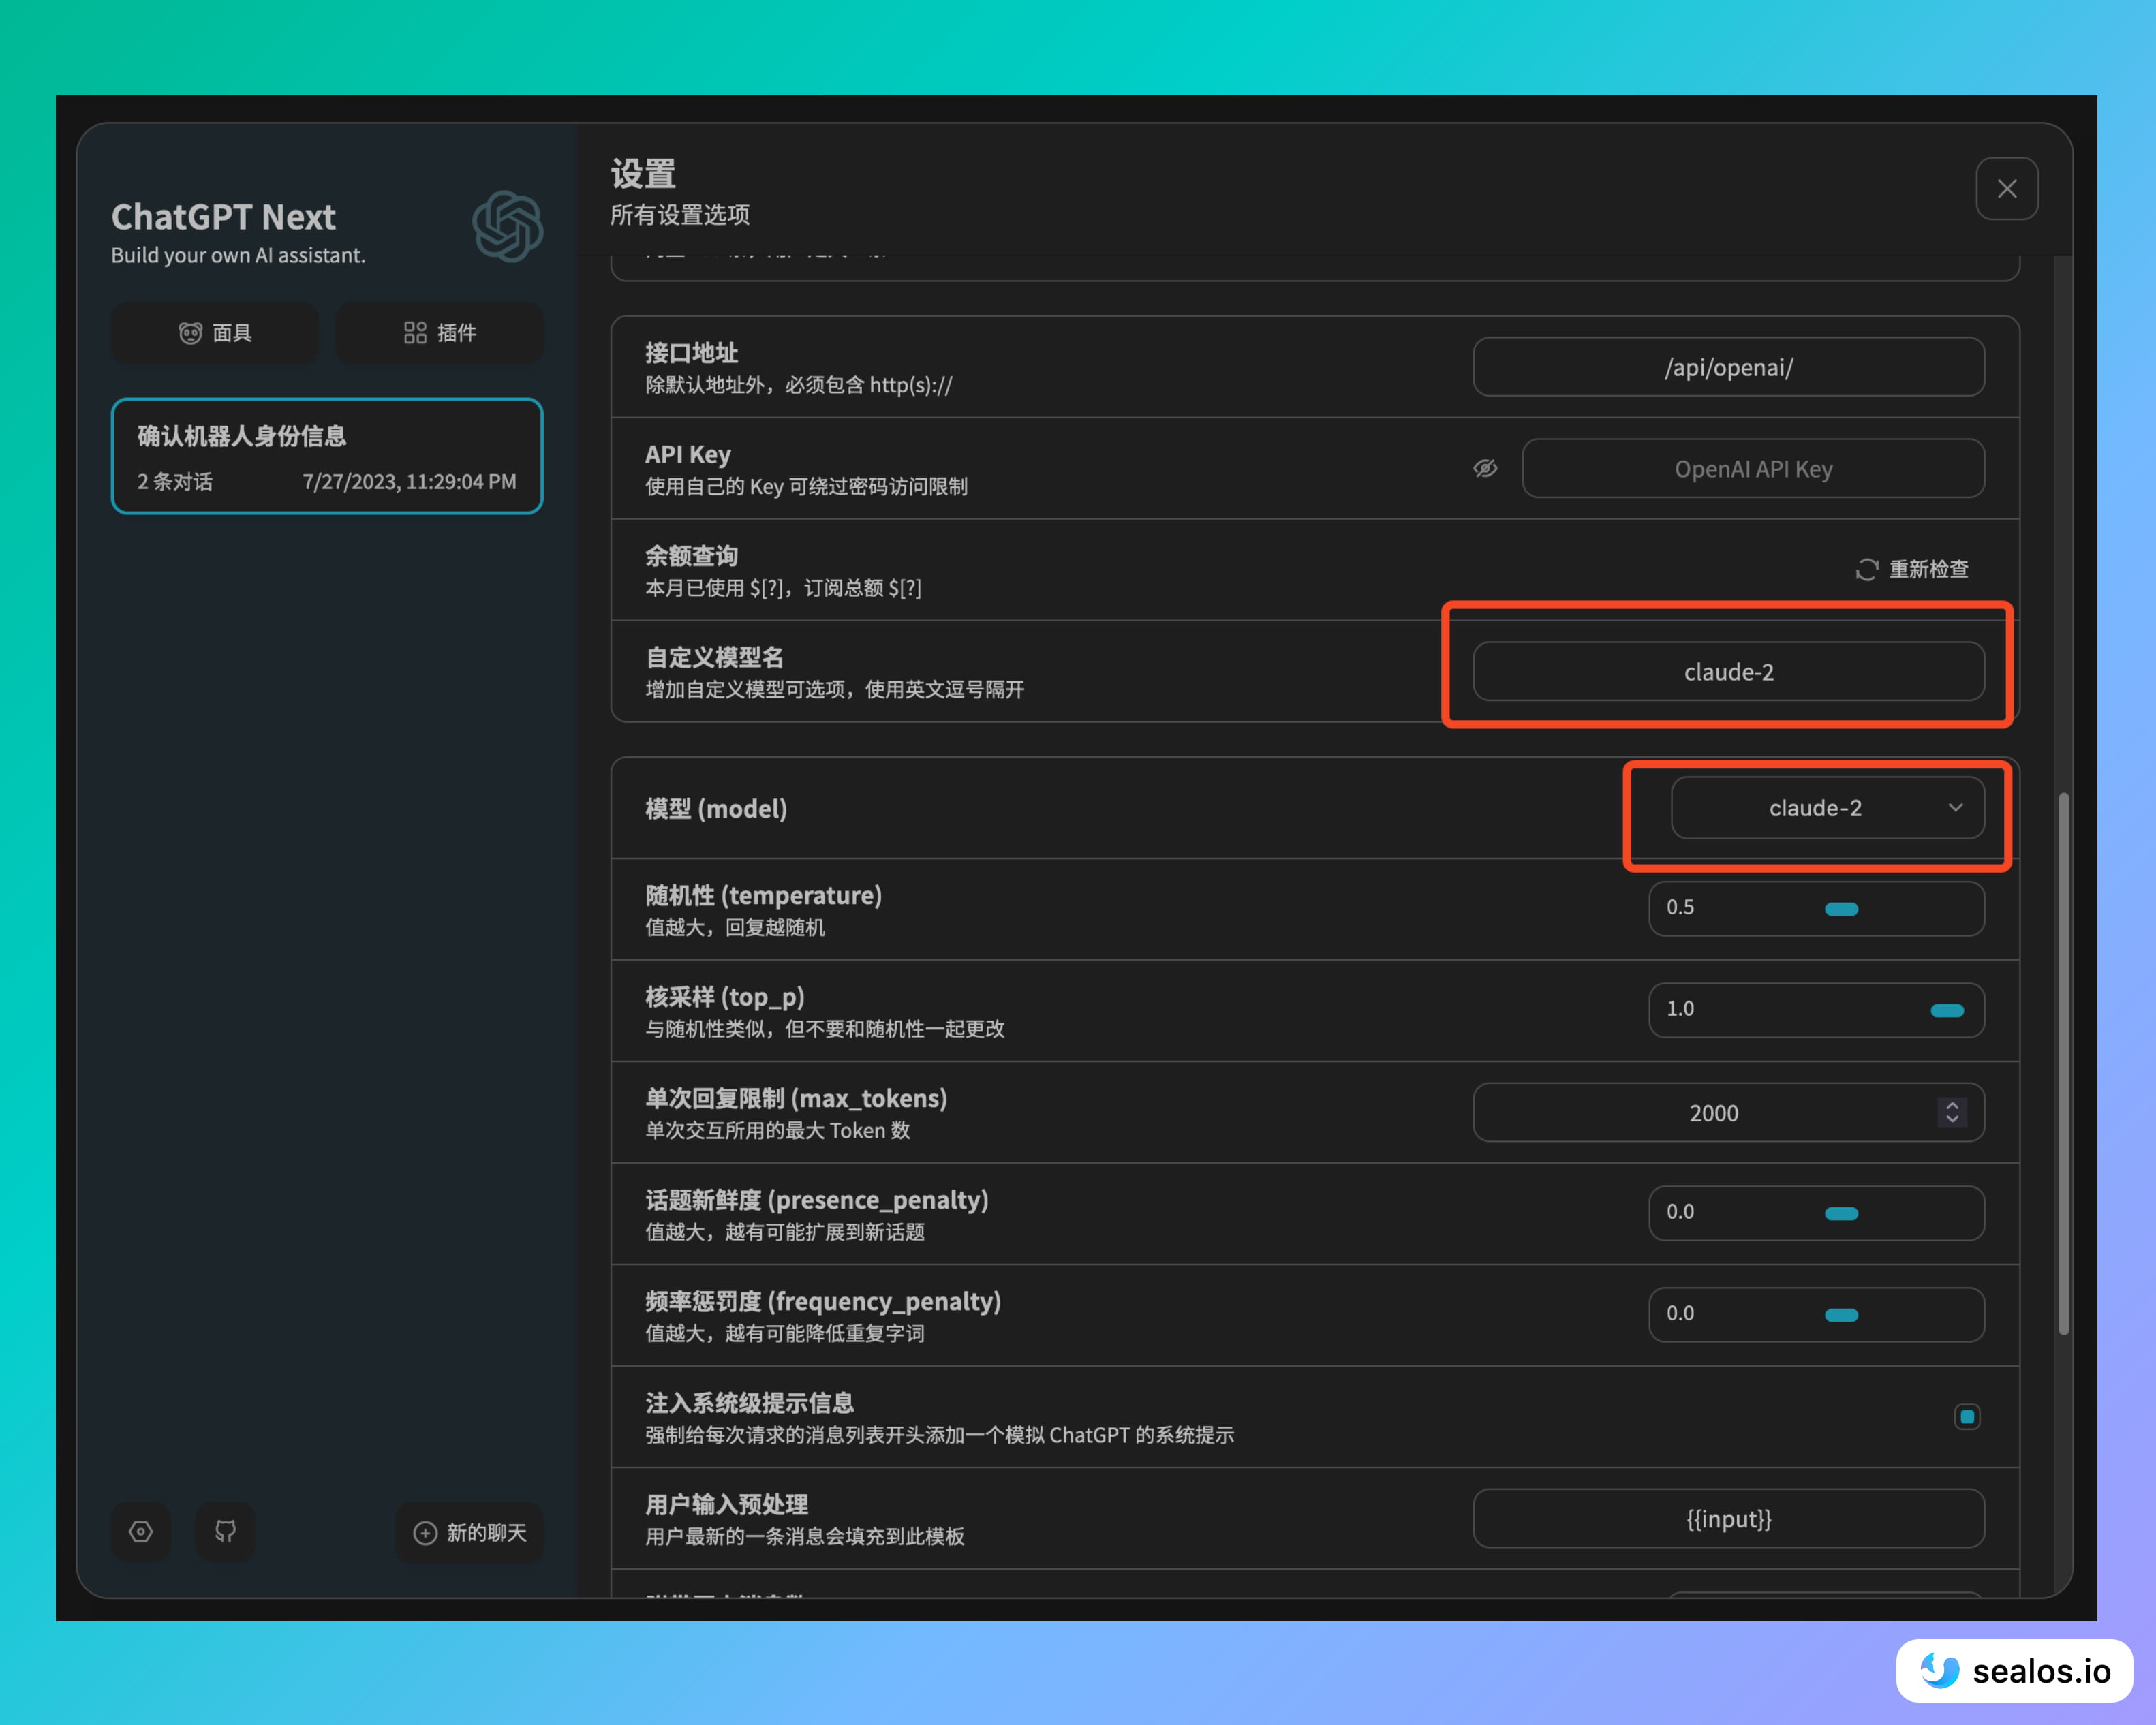 ChatGPT Next
Build your own AI assistant.
面具
插件
确认机器人身份信息
2 条对话
7/27/2023, 11:29:04 PM
新的聊天
设置
所有设置选项
接口地址
除默认地址外，必须包含 http(s)://
/api/openai/
API Key
使用自己的 Key 可绕过密码访问限制
OpenAI API Key
余额查询
本月已使用 $[?]，订阅总额 $[?]
重新检查
自定义模型名
增加自定义模型可选项，使用英文逗号隔开
claude-2
模型 (model)
claude-2
随机性 (temperature)
值越大，回复越随机
0.5
核采样 (top_p)
与随机性类似，但不要和随机性一起更改
1.0
单次回复限制 (max_tokens)
单次交互所用的最大 Token 数
2000
话题新鲜度 (presence_penalty)
值越大，越有可能扩展到新话题
0.0
频率惩罚度 (frequency_penalty)
值越大，越有可能降低重复字词
0.0
注入系统级提示信息
强制给每次请求的消息列表开头添加一个模拟 ChatGPT 的系统提示
用户输入预处理
用户最新的一条消息会填充到此模板
{{input}}
sealos.io